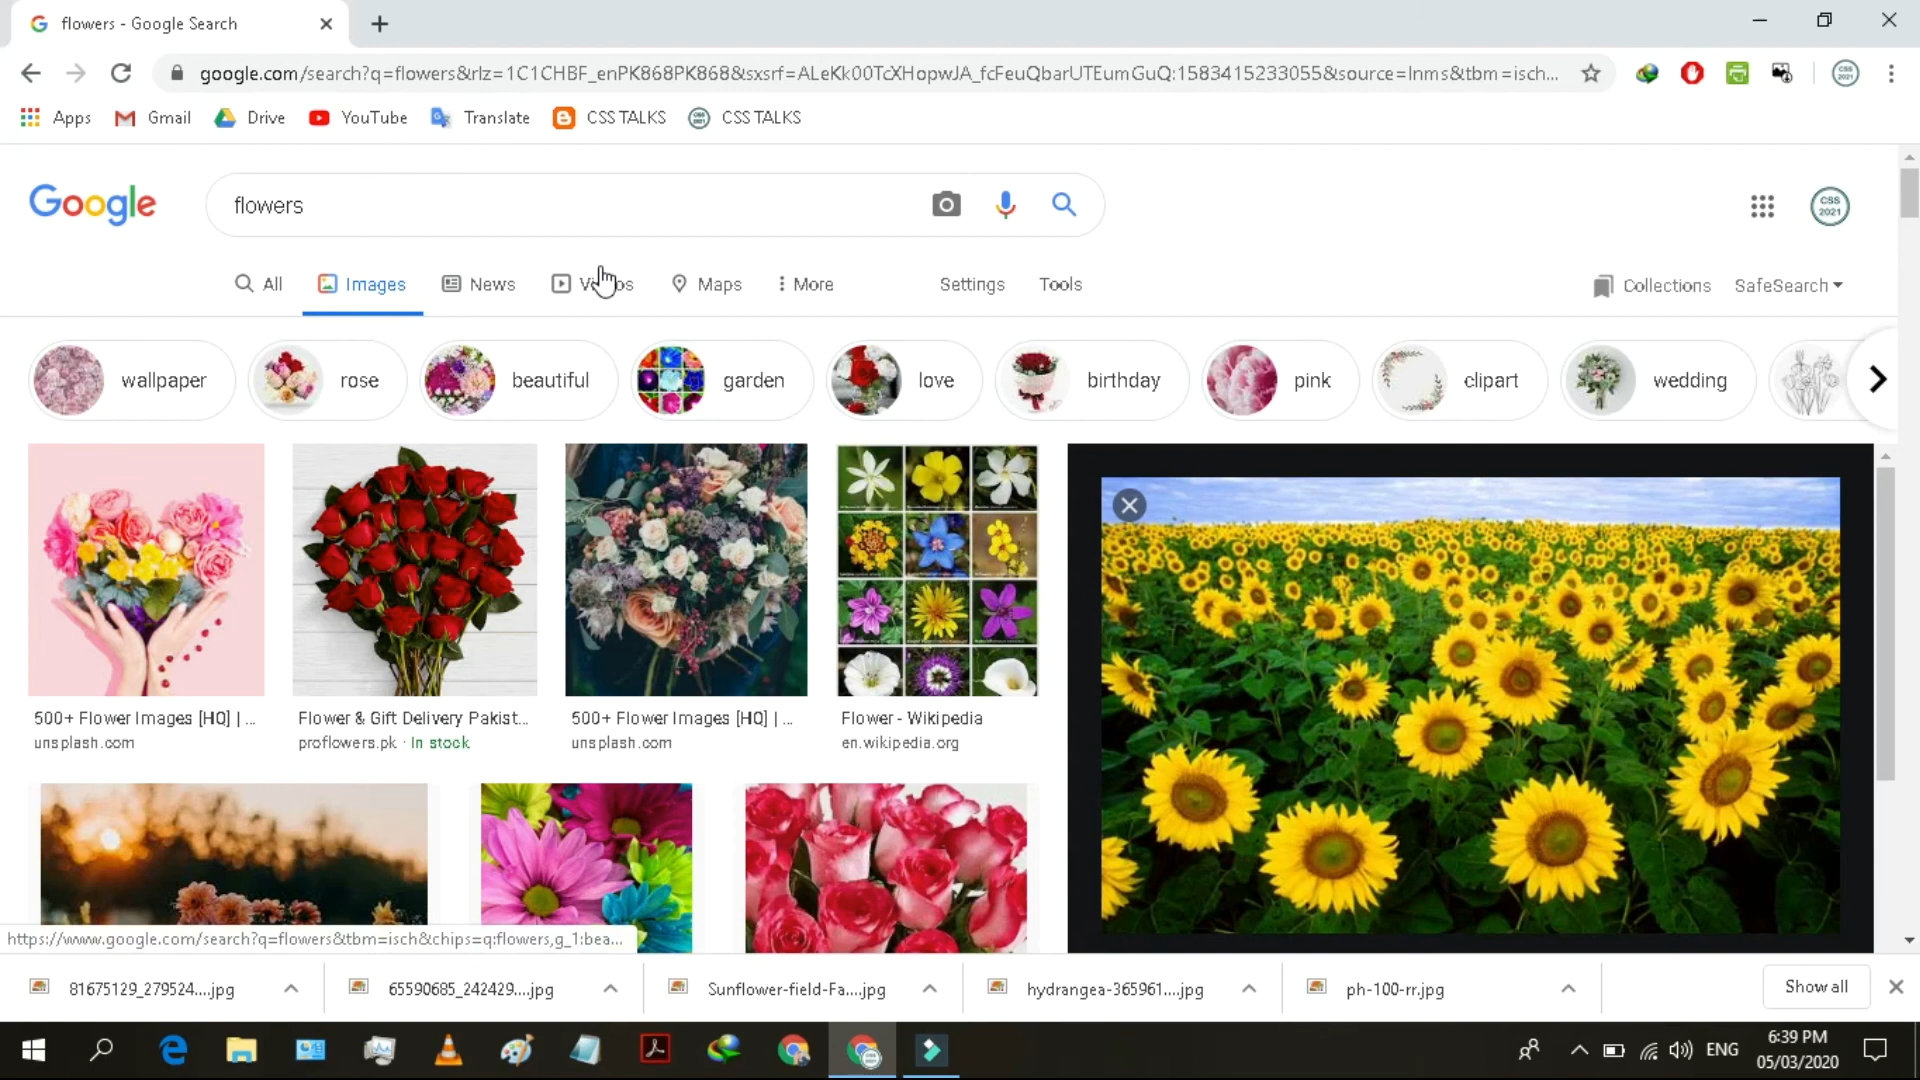 flowers - Google Search
google.com/search?q=flowers&rlz=1C1CHBF_enPK868PK868&sxsrf=ALeKk00TcXHopwJA_fcFeuQbarUTEumGuQ:1583415233055&source=lnms&tbm=isch...
Apps Gmail Drive YouTube Translate CSS TALKS CSS TALKS
Google flowers CSS 2021
All Images News Maps More Settings Tools Collections SafeSearch
wallpaper rose beautiful garden love birthday pink clipart wedding
500+ Flower Images [HQ] | ... Flower & Gift Delivery Pakist... 500+ Flower Images [HQ] | ... Flower - Wikipedia
unsplash.com proflowers.pk · In stock unsplash.com en.wikipedia.org
https://www.google.com/search?q=flowers&tbm=isch&chips=q:flowers,g_1:bea...
81675129_279524....jpg 65590685_242429....jpg Sunflower-field-Fa....jpg hydrangea-365961....jpg ph-100-rr.jpg Show all
ENG 6:39 PM
05/03/2020